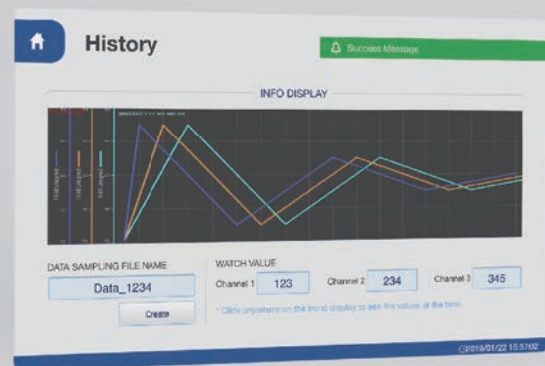 History
Success Message
INFO DISPLAY
DATA SAMPLING FILE NAME
Data_1234
Create
WATCH VALUE
Channel 1 123 Channel 2 234 Channel 3 345
* Click anywhere on the trend display to see the values at the time.
2019/01/22 15:57:02